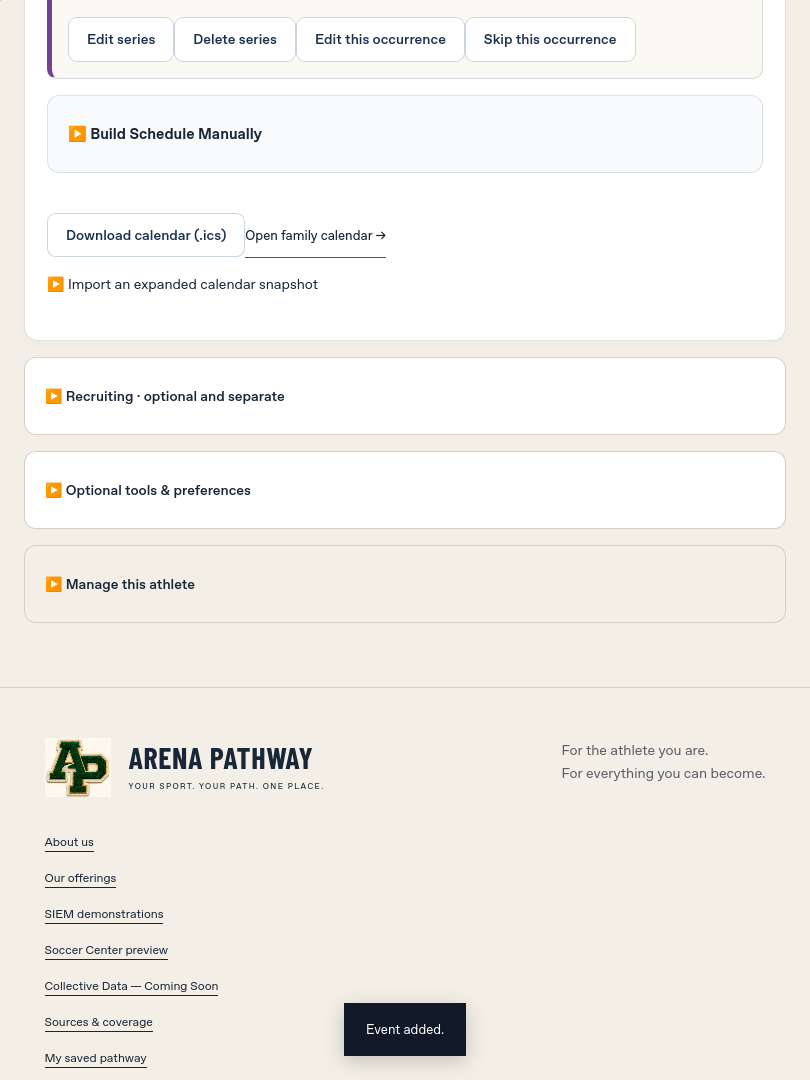 Edit series Delete series Edit this occurrence Skip this occurrence
▶️ Build Schedule Manually
Download calendar (.ics) Open family calendar →
▶️ Import an expanded calendar snapshot
▶️ Recruiting · optional and separate
▶️ Optional tools & preferences
▶️ Manage this athlete
AP
ARENA PATHWAY
YOUR SPORT. YOUR PATH. ONE PLACE.
For the athlete you are.
For everything you can become.
About us
Our offerings
SIEM demonstrations
Soccer Center preview
Collective Data — Coming Soon
Sources & coverage
My saved pathway
Event added.